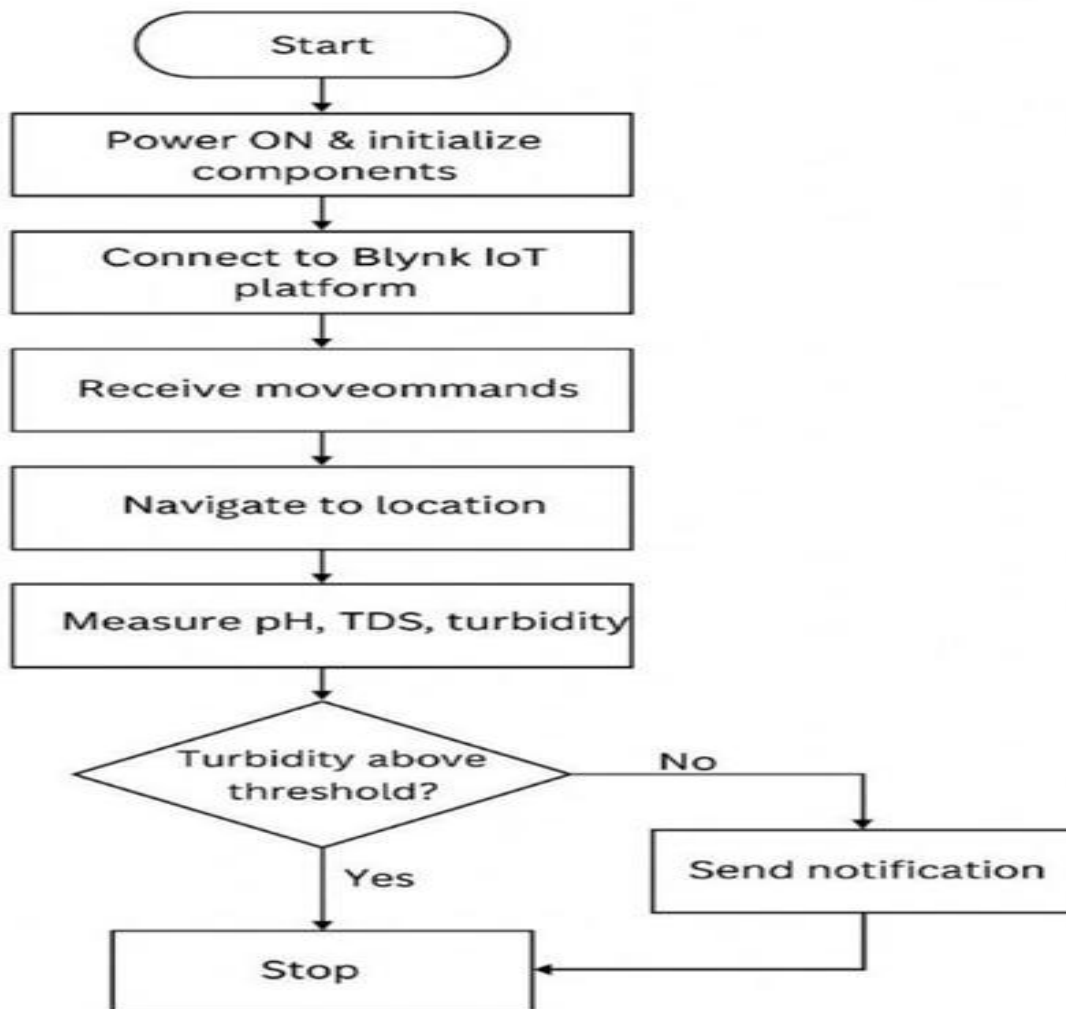 Start
Power ON & initialize
components
Connect to Blynk IoT
platform
Receive moveommands
Navigate to location
Measure pH, TDS, turbidity
Turbidity above
threshold?
No
Send notification
Yes
Stop